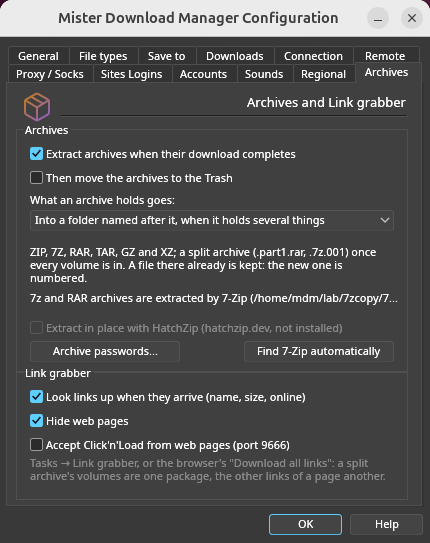 Mister Download Manager Configuration
General
File types
Save to
Downloads
Connection
Remote
Proxy / Socks
Sites Logins
Accounts
Sounds
Regional
Archives
Archives and Link grabber
Archives
Extract archives when their download completes
Then move the archives to the Trash
What an archive holds goes:
Into a folder named after it, when it holds several things
ZIP, 7Z, RAR, TAR, GZ and XZ; a split archive (.part1.rar, .7z.001) once
every volume is in. A file there already is kept: the new one is
numbered.
7z and RAR archives are extracted by 7-Zip (/home/mdm/lab/7zcopy/7...
Extract in place with HatchZip (hatchzip.dev, not installed)
Archive passwords...
Find 7-Zip automatically
Link grabber
Look links up when they arrive (name, size, online)
Hide web pages
Accept Click'n'Load from web pages (port 9666)
Tasks → Link grabber, or the browser's "Download all links": a split
archive's volumes are one package, the other links of a page another.
OK
Help